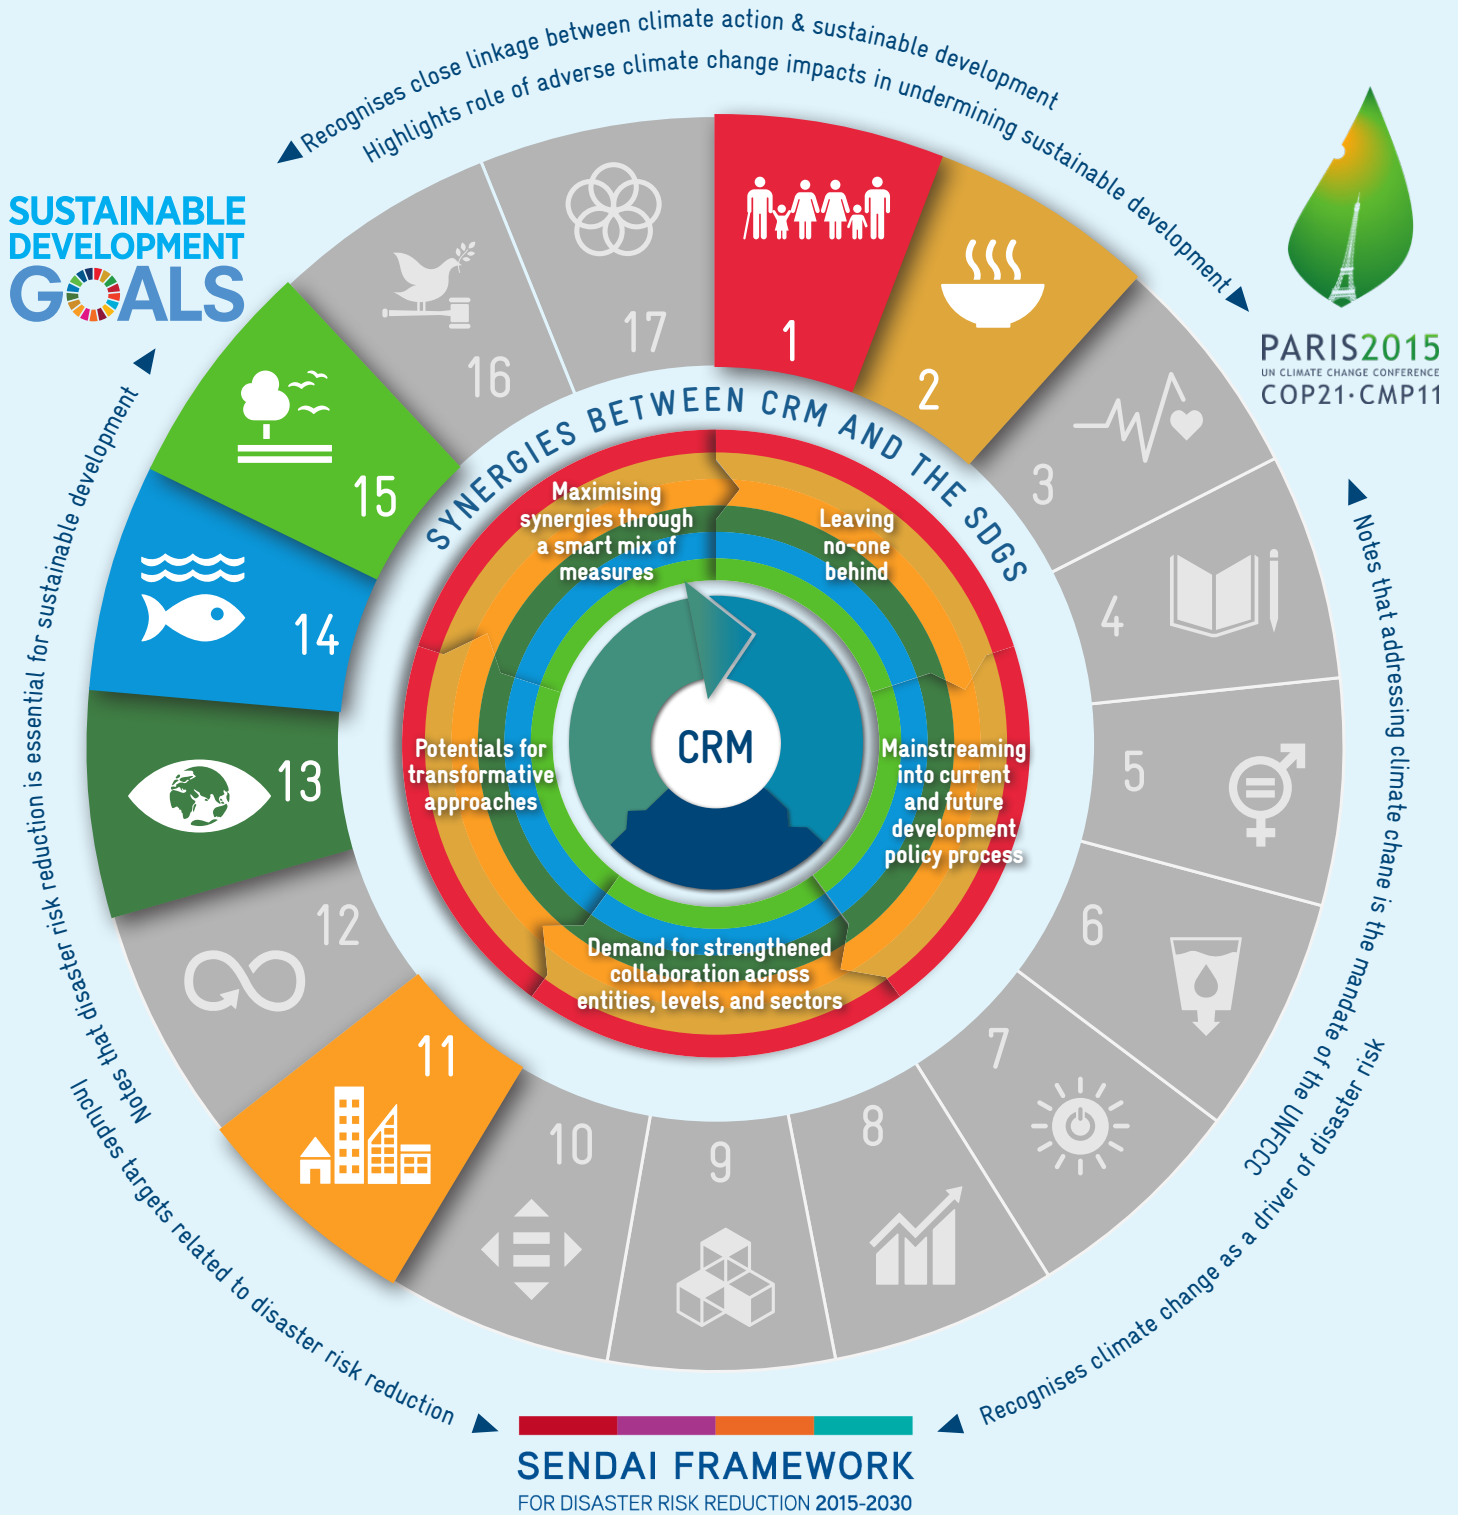 Recognises close linkage between climate action & sustainable development
Highlights role of adverse climate change impacts in undermining sustainable development
SUSTAINABLE
DEVELOPMENT
GOALS
PARIS2015
UN CLIMATE CHANGE CONFERENCE
COP21·CMP11
1
2
3
4
5
6
7
8
9
10
11
12
13
14
15
16
17
SYNERGIES BETWEEN CRM AND THE SDGS
Maximising
synergies through
a smart mix of
measures
Leaving
no-one
behind
Mainstreaming
into current
and future
development
policy process
Demand for strengthened
collaboration across
entities, levels, and sectors
Potentials for
transformative
approaches
CRM
Notes that disaster risk reduction is essential for sustainable development
Includes targets related to disaster risk reduction
Notes that addressing climate chane is the mandate of the UNFCCC
Recognises climate change as a driver of disaster risk
SENDAI FRAMEWORK
FOR DISASTER RISK REDUCTION 2015-2030